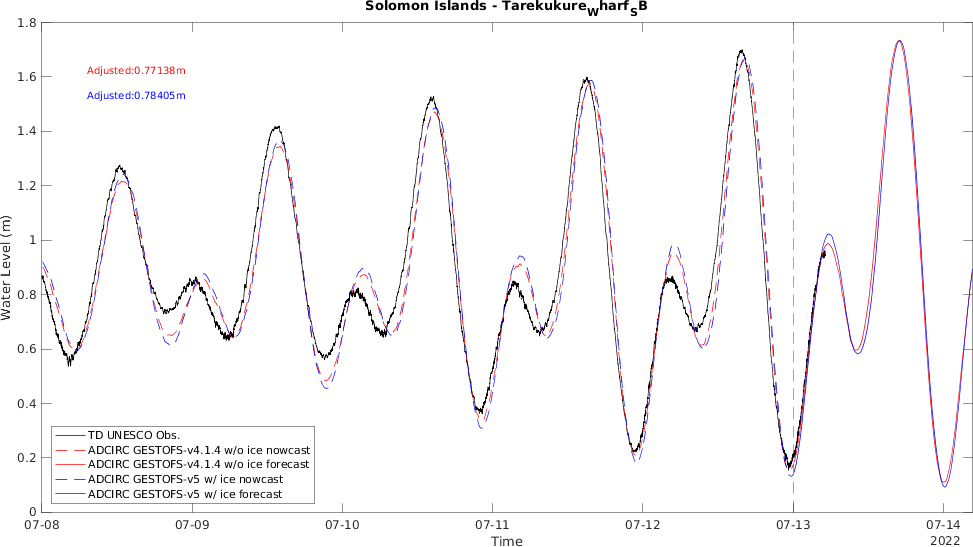 Solomon Islands - Tarekukure_Wharf_SB
Adjusted:0.77138m
Adjusted:0.78405m
Water Level (m)
1.8
1.6
1.4
1.2
1
0.8
0.6
0.4
0.2
0
TD UNESCO Obs.
ADCIRC GESTOFS-v4.1.4 w/o ice nowcast
ADCIRC GESTOFS-v4.1.4 w/o ice forecast
ADCIRC GESTOFS-v5 w/ ice nowcast
ADCIRC GESTOFS-v5 w/ ice forecast
07-08 07-09 07-10 07-11 07-12 07-13 07-14
Time 2022